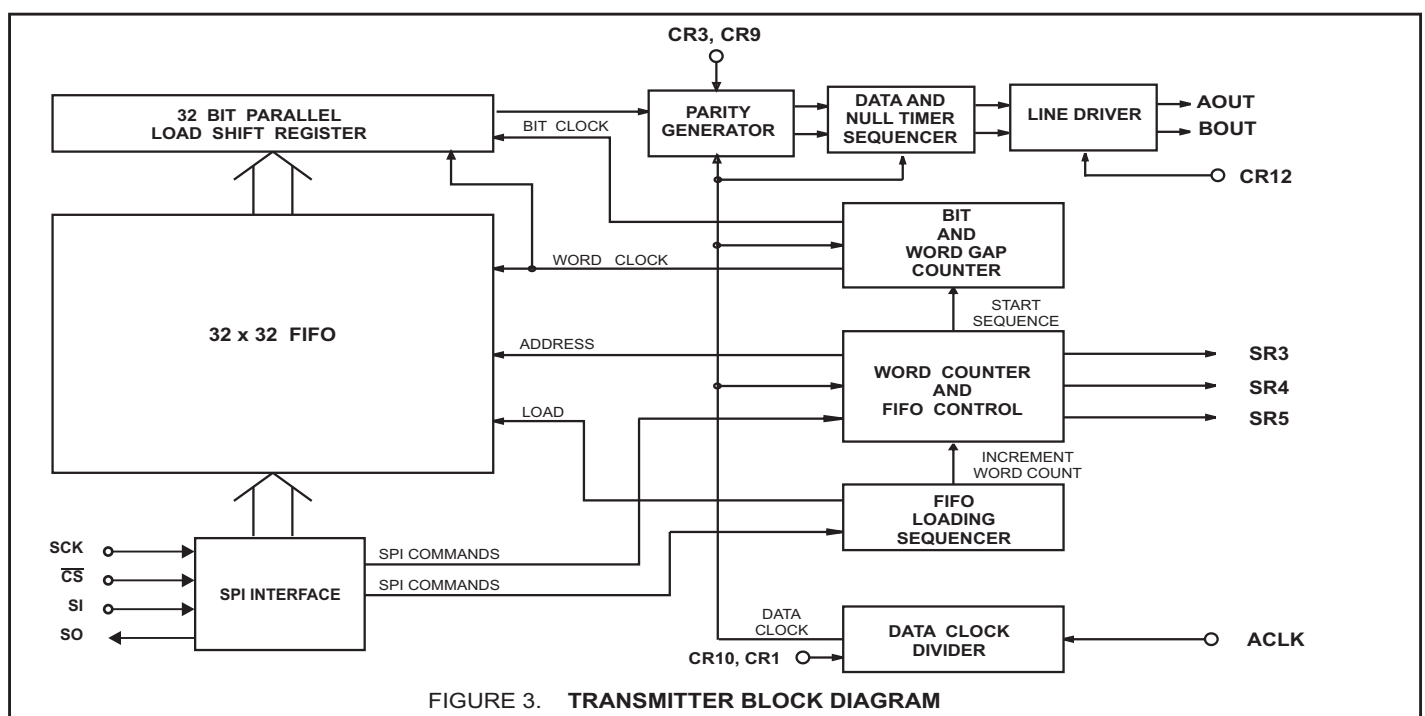 CR3, CR9
32 BIT PARALLEL
LOAD SHIFT REGISTER
BIT CLOCK
PARITY
GENERATOR
DATA AND
NULL TIMER
SEQUENCER
LINE DRIVER
AOUT
BOUT
CR12
BIT
AND
WORD GAP
COUNTER
WORD CLOCK
START
SEQUENCE
32 x 32 FIFO
ADDRESS
WORD COUNTER
AND
FIFO CONTROL
SR3
SR4
SR5
LOAD
INCREMENT
WORD COUNT
FIFO
LOADING
SEQUENCER
SCK
CS
SI
SO
SPI INTERFACE
SPI COMMANDS
SPI COMMANDS
DATA
CLOCK
CR10, CR1
DATA CLOCK
DIVIDER
ACLK
FIGURE 3. TRANSMITTER BLOCK DIAGRAM